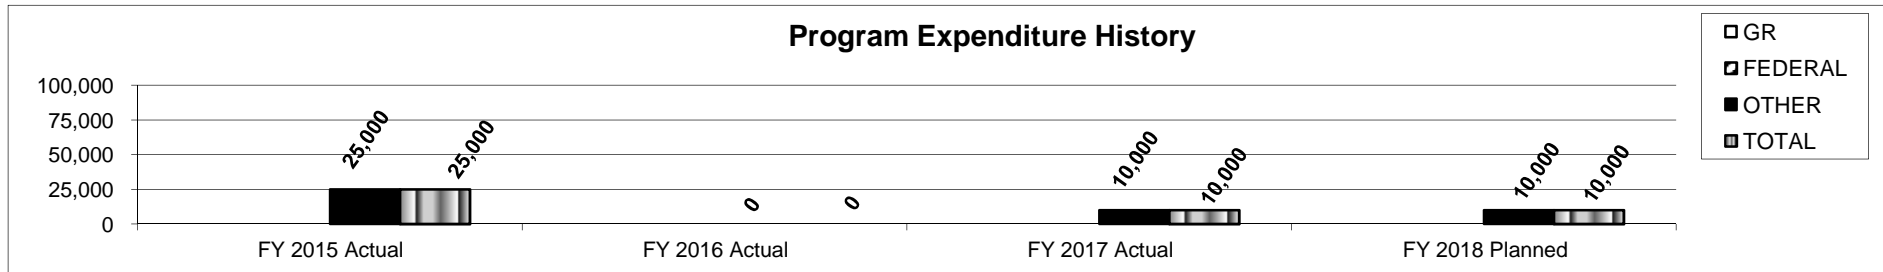 Program Expenditure History
GR
FEDERAL
OTHER
TOTAL
100,000
75,000
50,000
25,000
0
25,000
25,000
0
0
10,000
10,000
10,000
10,000
FY 2015 Actual
FY 2016 Actual
FY 2017 Actual
FY 2018 Planned